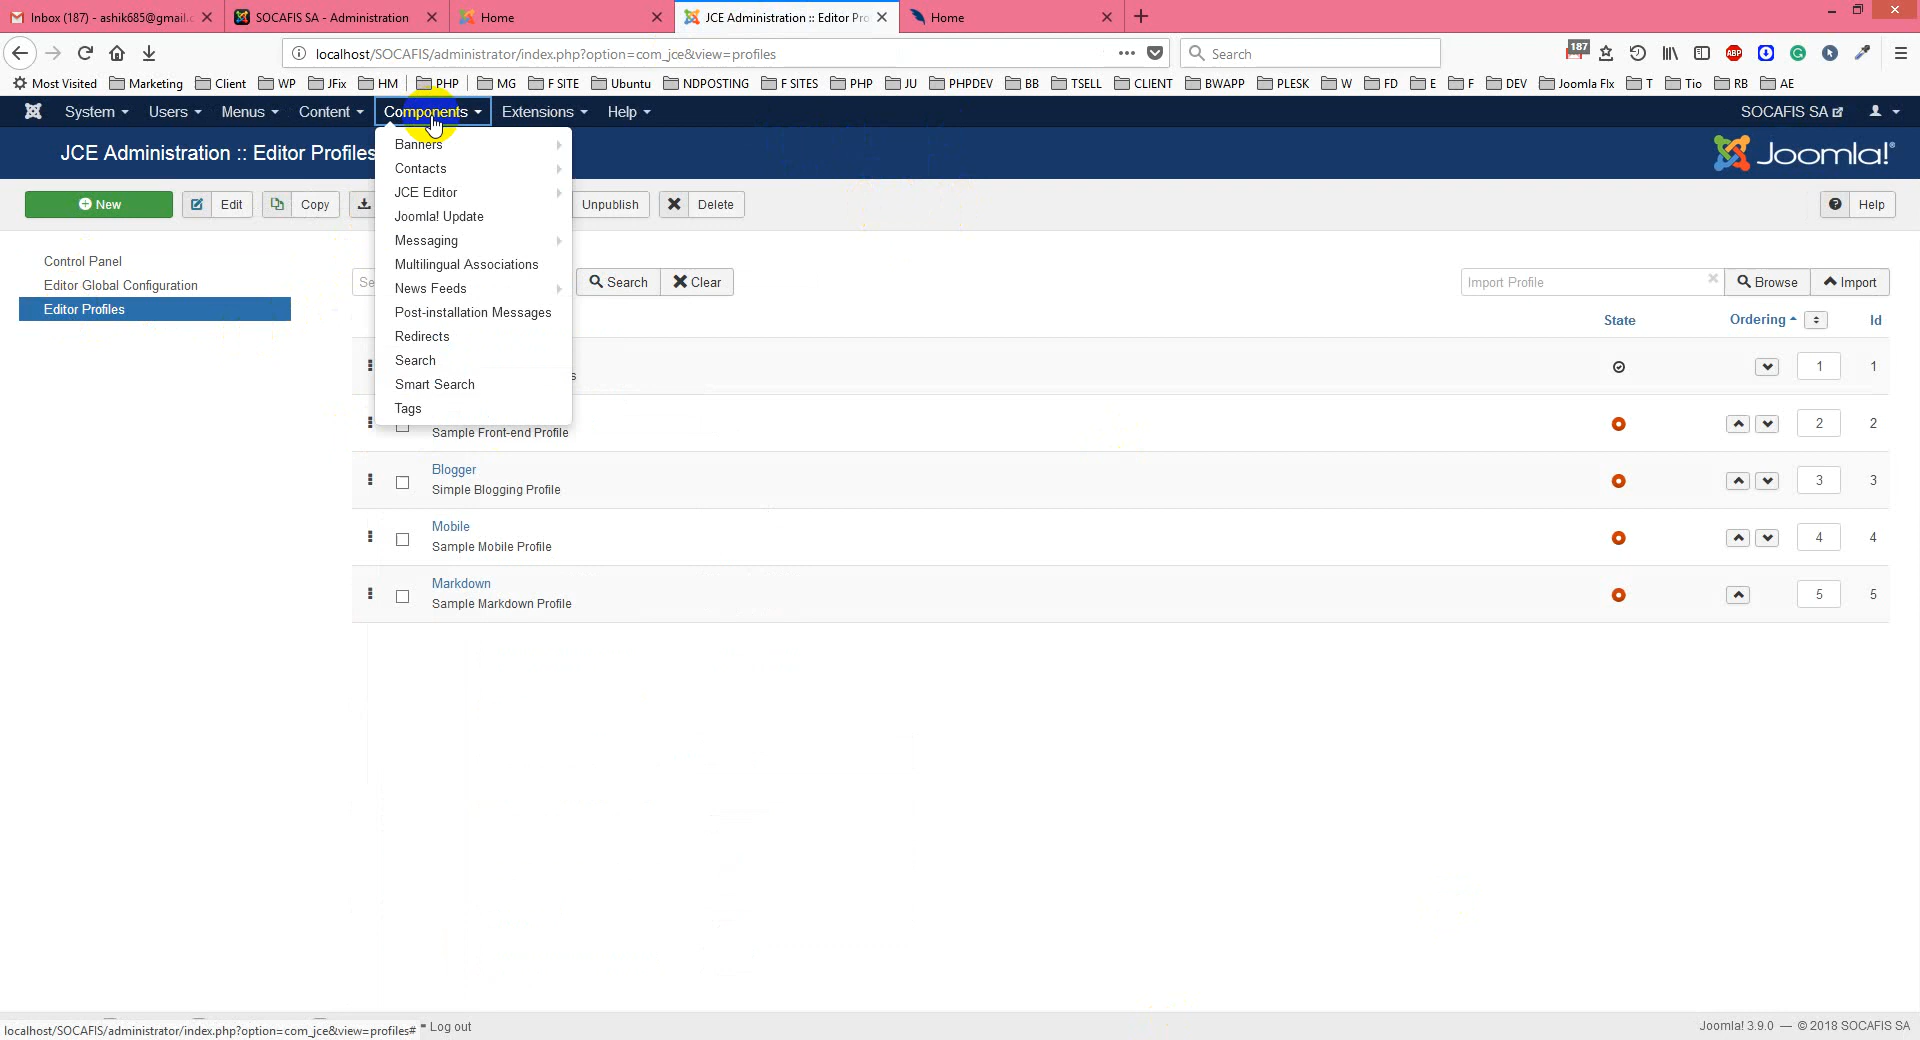 Inbox (187) - ashik685@gmail.c
SOCAFIS SA - Administration
Home
JCE Administration :: Editor Pro
Home
localhost/SOCAFIS/administrator/index.php?option=com_jce&view=profiles
Search
187
ABP
Most Visited Marketing Client WP JFix HM PHP MG F SITE Ubuntu NDPOSTING F SITES PHP JU PHPDEV BB TSELL CLIENT BWAPP PLESK W FD E F DEV Joomla FIx T Tio RB AE
System Users Menus Content Components Extensions Help SOCAFIS SA
JCE Administration :: Editor Profiles
Joomla!®
New Edit Copy Unpublish Delete Help
Control Panel
Editor Global Configuration
Editor Profiles
Banners
Contacts
JCE Editor
Joomla! Update
Messaging
Multilingual Associations
News Feeds
Post-installation Messages
Redirects
Search
Smart Search
Tags
Se Search Clear Import Profile Browse Import
State Ordering Id
s 1 1
Sample Front-end Profile 2 2
Blogger
Simple Blogging Profile 3 3
Mobile
Sample Mobile Profile 4 4
Markdown
Sample Markdown Profile 5 5
localhost/SOCAFIS/administrator/index.php?option=com_jce&view=profiles# Log out
Joomla! 3.9.0 — © 2018 SOCAFIS SA